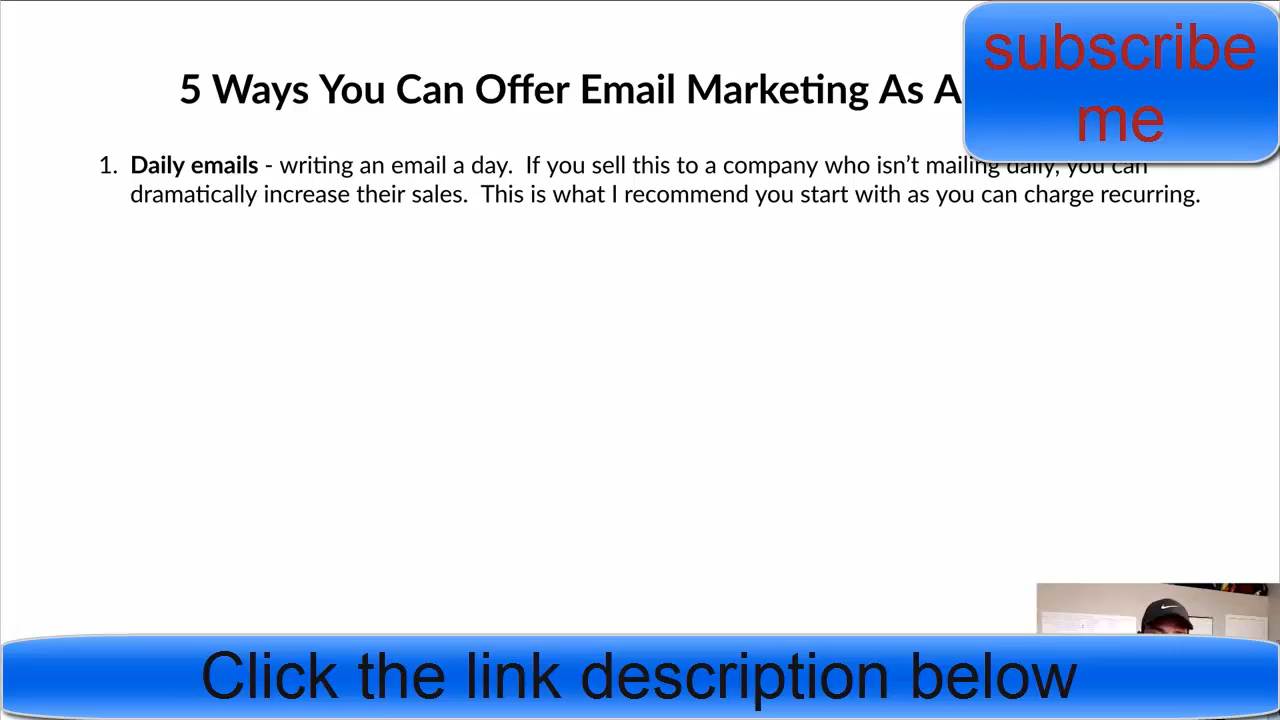 5 Ways You Can Offer Email Marketing As A
subscribe
me
1. Daily emails - writing an email a day.  If you sell this to a company who isn’t mailing daily, you can
dramatically increase their sales.  This is what I recommend you start with as you can charge recurring.
Click the link description below